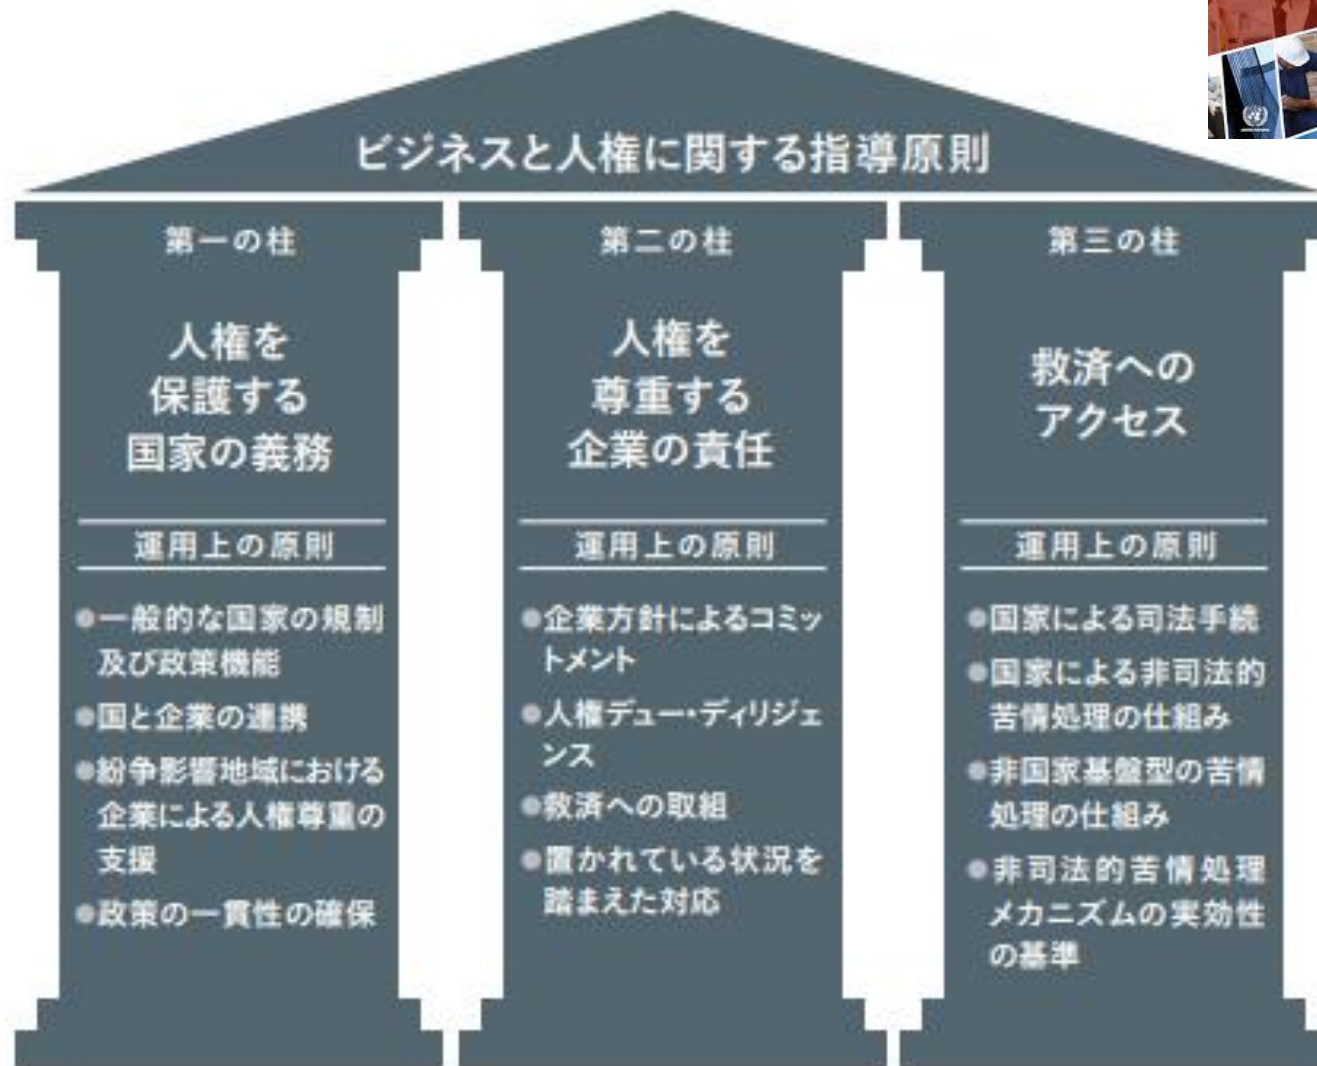 ビジネスと人権に関する指導原則
第一の柱
人権を
保護する
国家の義務
運用上の原則
●一般的な国家の規制
及び政策機能
●国と企業の連携
●紛争影響地域における
企業による人権尊重の
支援
●政策の一貫性の確保
第二の柱
人権を
尊重する
企業の責任
運用上の原則
●企業方針によるコミッ
トメント
●人権デュー・ディリジェ
ンス
●救済への取組
●置かれている状況を
踏まえた対応
第三の柱
救済への
アクセス
運用上の原則
●国家による司法手続
●国家による非司法的
苦情処理の仕組み
●非国家基盤型の苦情
処理の仕組み
●非司法的苦情処理
メカニズムの実効性
の基準